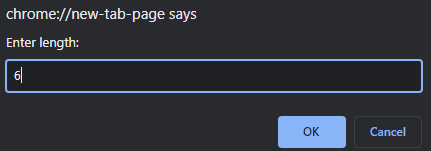 chrome://new-tab-page says
Enter length:
6
OK
Cancel